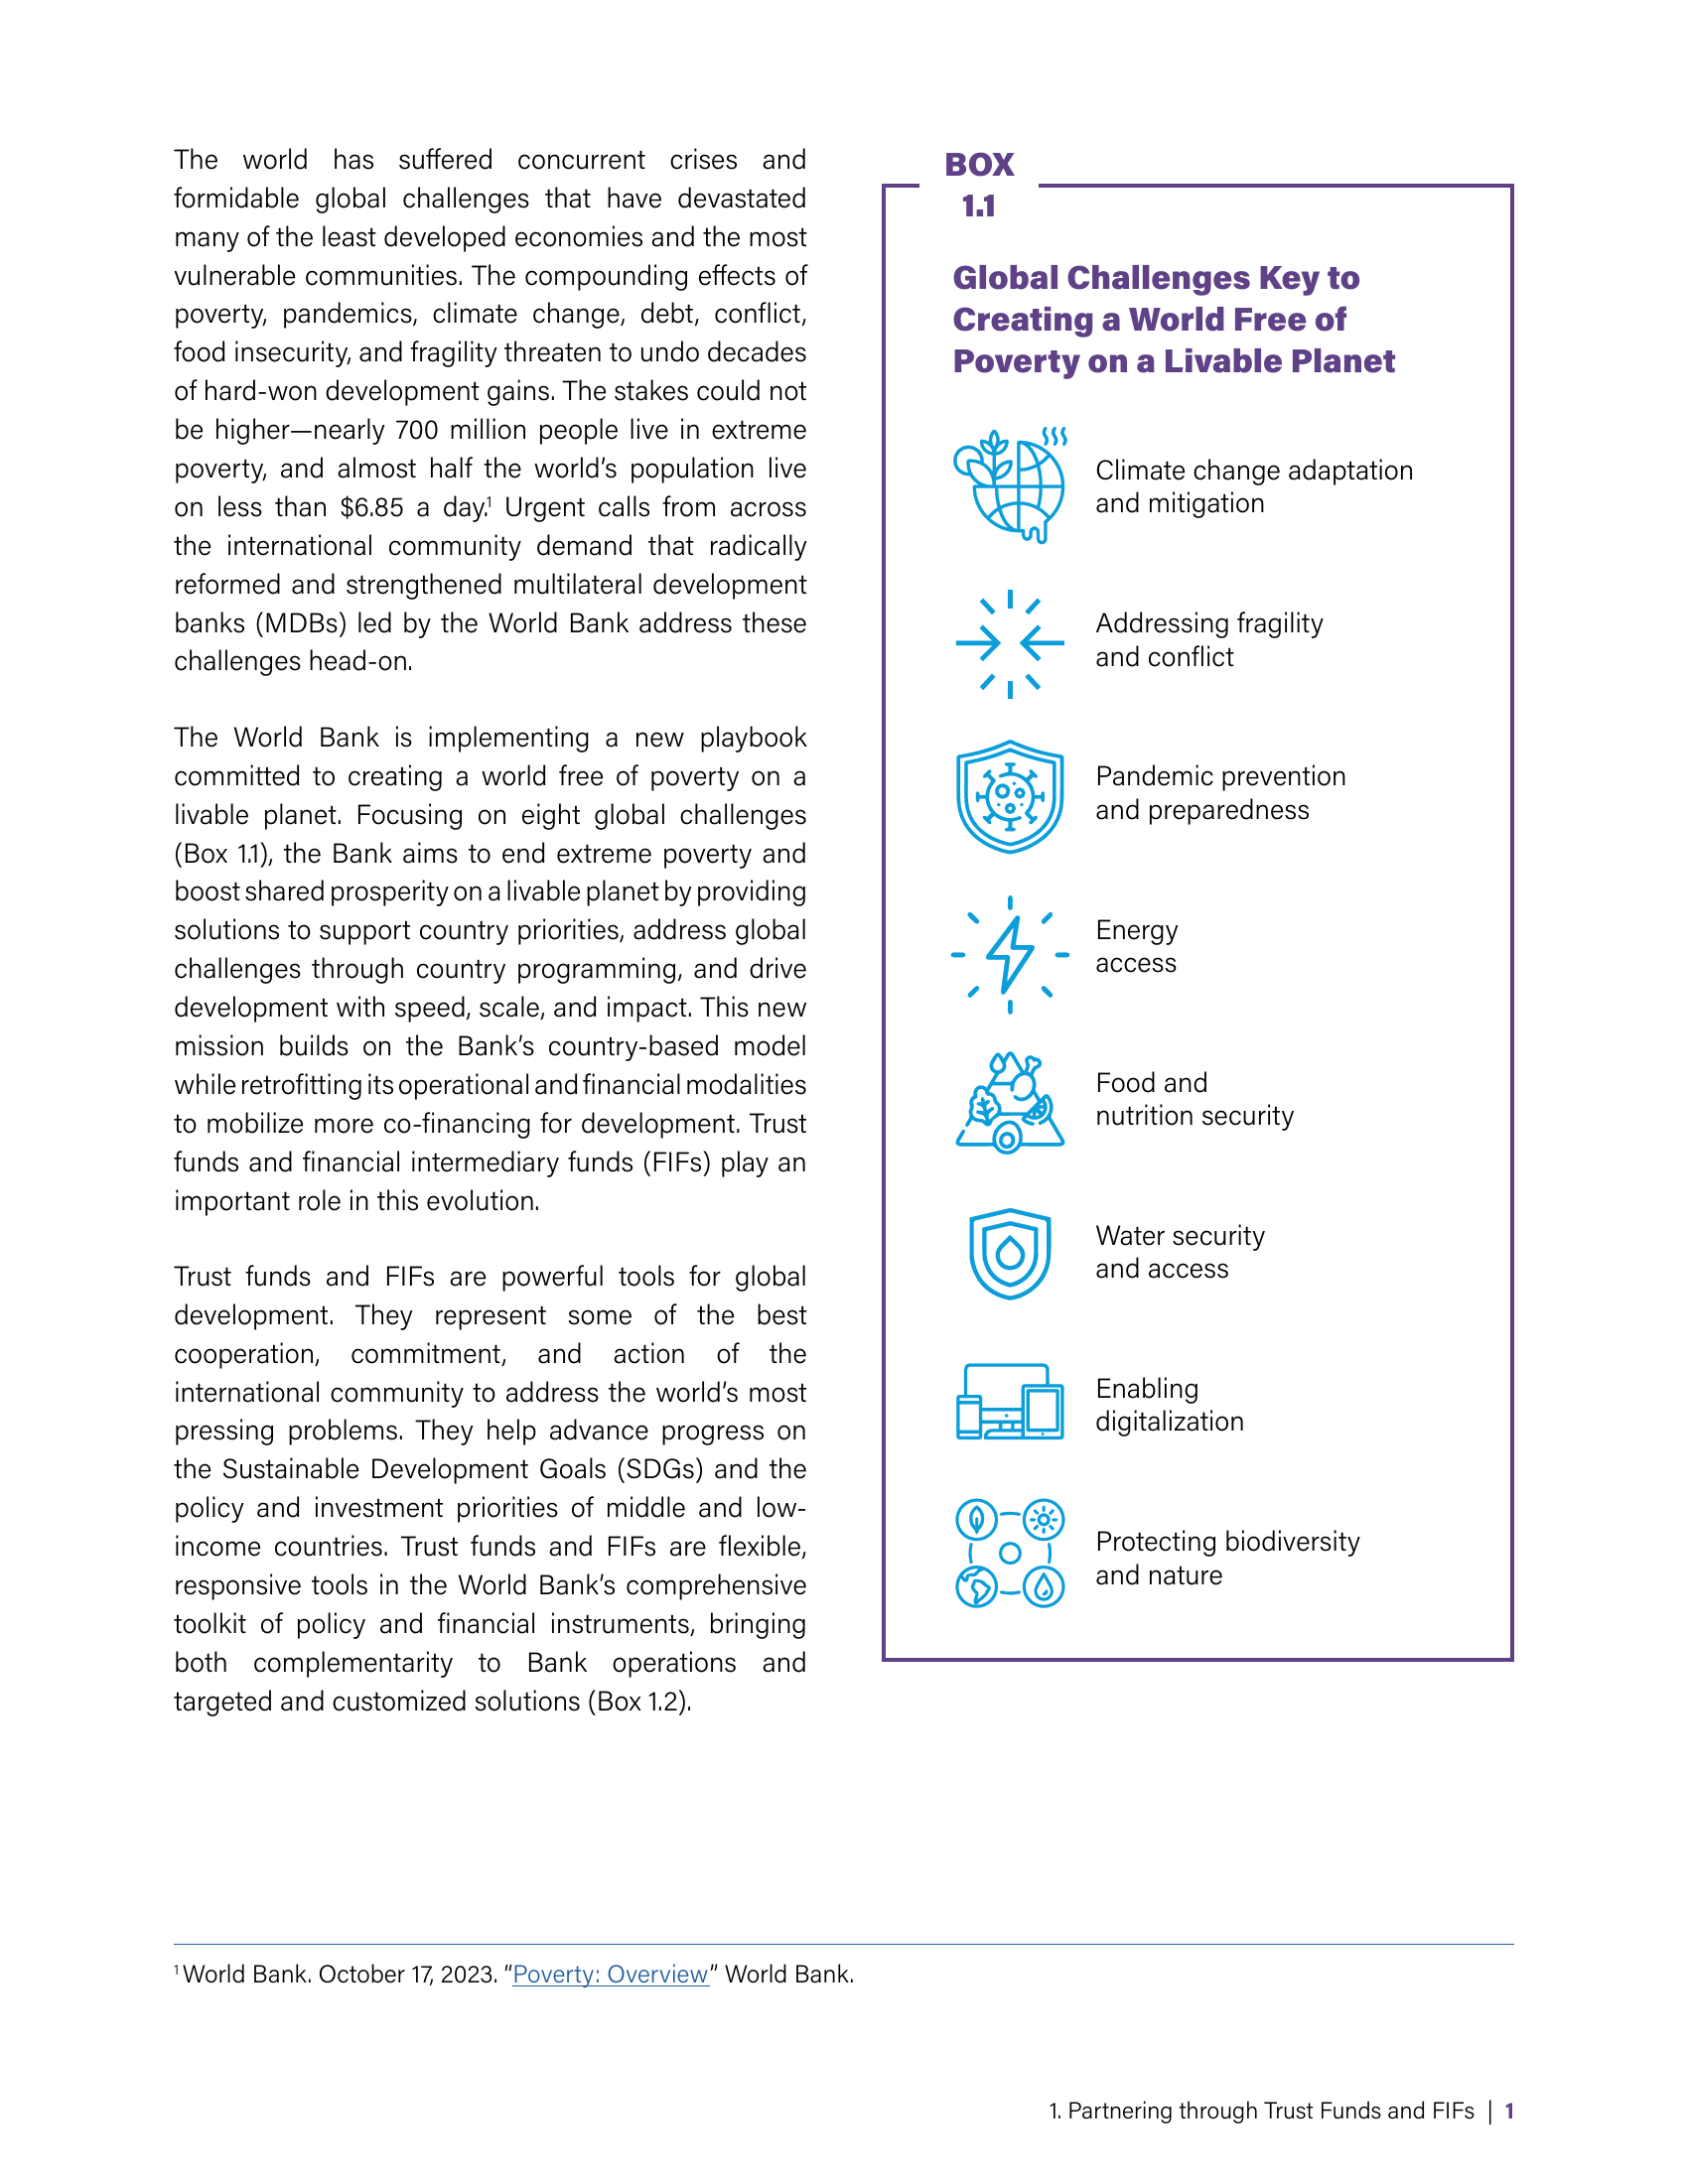 The world has suffered concurrent crises and
formidable global challenges that have devastated
many of the least developed economies and the most
vulnerable communities. The compounding effects of
poverty, pandemics, climate change, debt, conflict,
food insecurity, and fragility threaten to undo decades
of hard-won development gains. The stakes could not
be higher—nearly 700 million people live in extreme
poverty, and almost half the world's population live
on less than $6.85 a day.¹ Urgent calls from across
the international community demand that radically
reformed and strengthened multilateral development
banks (MDBs) led by the World Bank address these
challenges head-on.
The World Bank is implementing a new playbook
committed to creating a world free of poverty on a
livable planet. Focusing on eight global challenges
(Box 1.1), the Bank aims to end extreme poverty and
boost shared prosperity on a livable planet by providing
solutions to support country priorities, address global
challenges through country programming, and drive
development with speed, scale, and impact. This new
mission builds on the Bank's country-based model
while retrofitting its operational and financial modalities
to mobilize more co-financing for development. Trust
funds and financial intermediary funds (FIFs) play an
important role in this evolution.
Trust funds and FIFs are powerful tools for global
development. They represent some of the best
cooperation, commitment, and action of the
international community to address the world's most
pressing problems. They help advance progress on
the Sustainable Development Goals (SDGs) and the
policy and investment priorities of middle and low-
income countries. Trust funds and FIFs are flexible,
responsive tools in the World Bank's comprehensive
toolkit of policy and financial instruments, bringing
both complementarity to Bank operations and
targeted and customized solutions (Box 1.2).
BOX
1.1
Global Challenges Key to
Creating a World Free of
Poverty on a Livable Planet
Climate change adaptation
and mitigation
Addressing fragility
and conflict
Pandemic prevention
and preparedness
Energy
access
Food and
nutrition security
Water security
and access
Enabling
digitalization
Protecting biodiversity
and nature
¹ World Bank. October 17, 2023. "Poverty: Overview" World Bank.
1. Partnering through Trust Funds and FIFs | 1